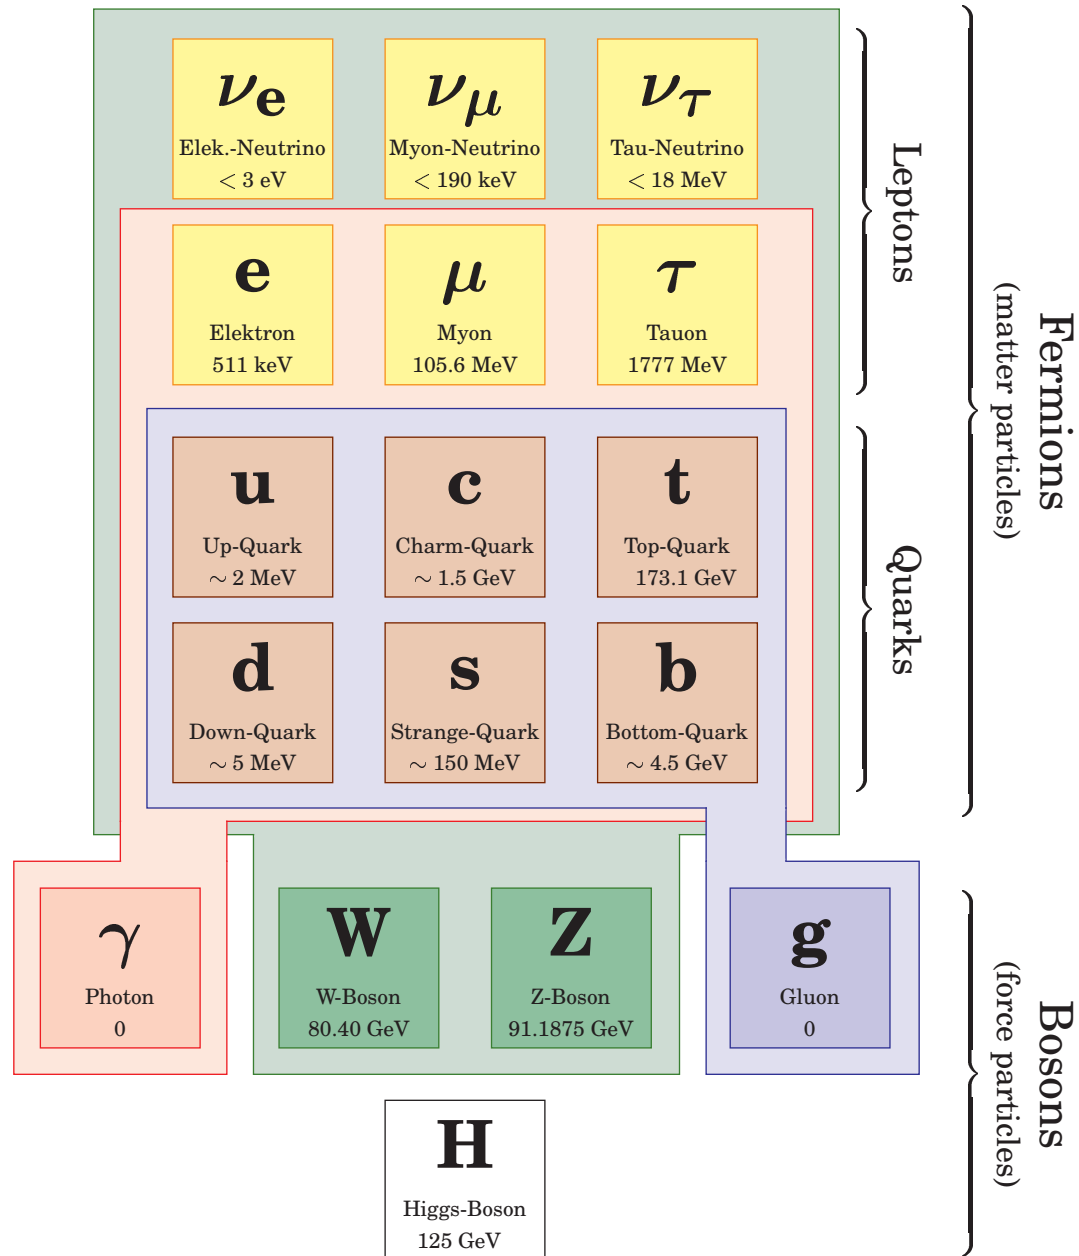 νe
Elek.-Neutrino
< 3 eV
νμ
Myon-Neutrino
< 190 keV
ντ
Tau-Neutrino
< 18 MeV
e
Elektron
511 keV
μ
Myon
105.6 MeV
τ
Tauon
1777 MeV
Leptons
u
Up-Quark
∼ 2 MeV
c
Charm-Quark
∼ 1.5 GeV
t
Top-Quark
173.1 GeV
d
Down-Quark
∼ 5 MeV
s
Strange-Quark
∼ 150 MeV
b
Bottom-Quark
∼ 4.5 GeV
Quarks
Fermions
(matter particles)
γ
Photon
0
W
W-Boson
80.40 GeV
Z
Z-Boson
91.1875 GeV
g
Gluon
0
H
Higgs-Boson
125 GeV
Bosons
(force particles)